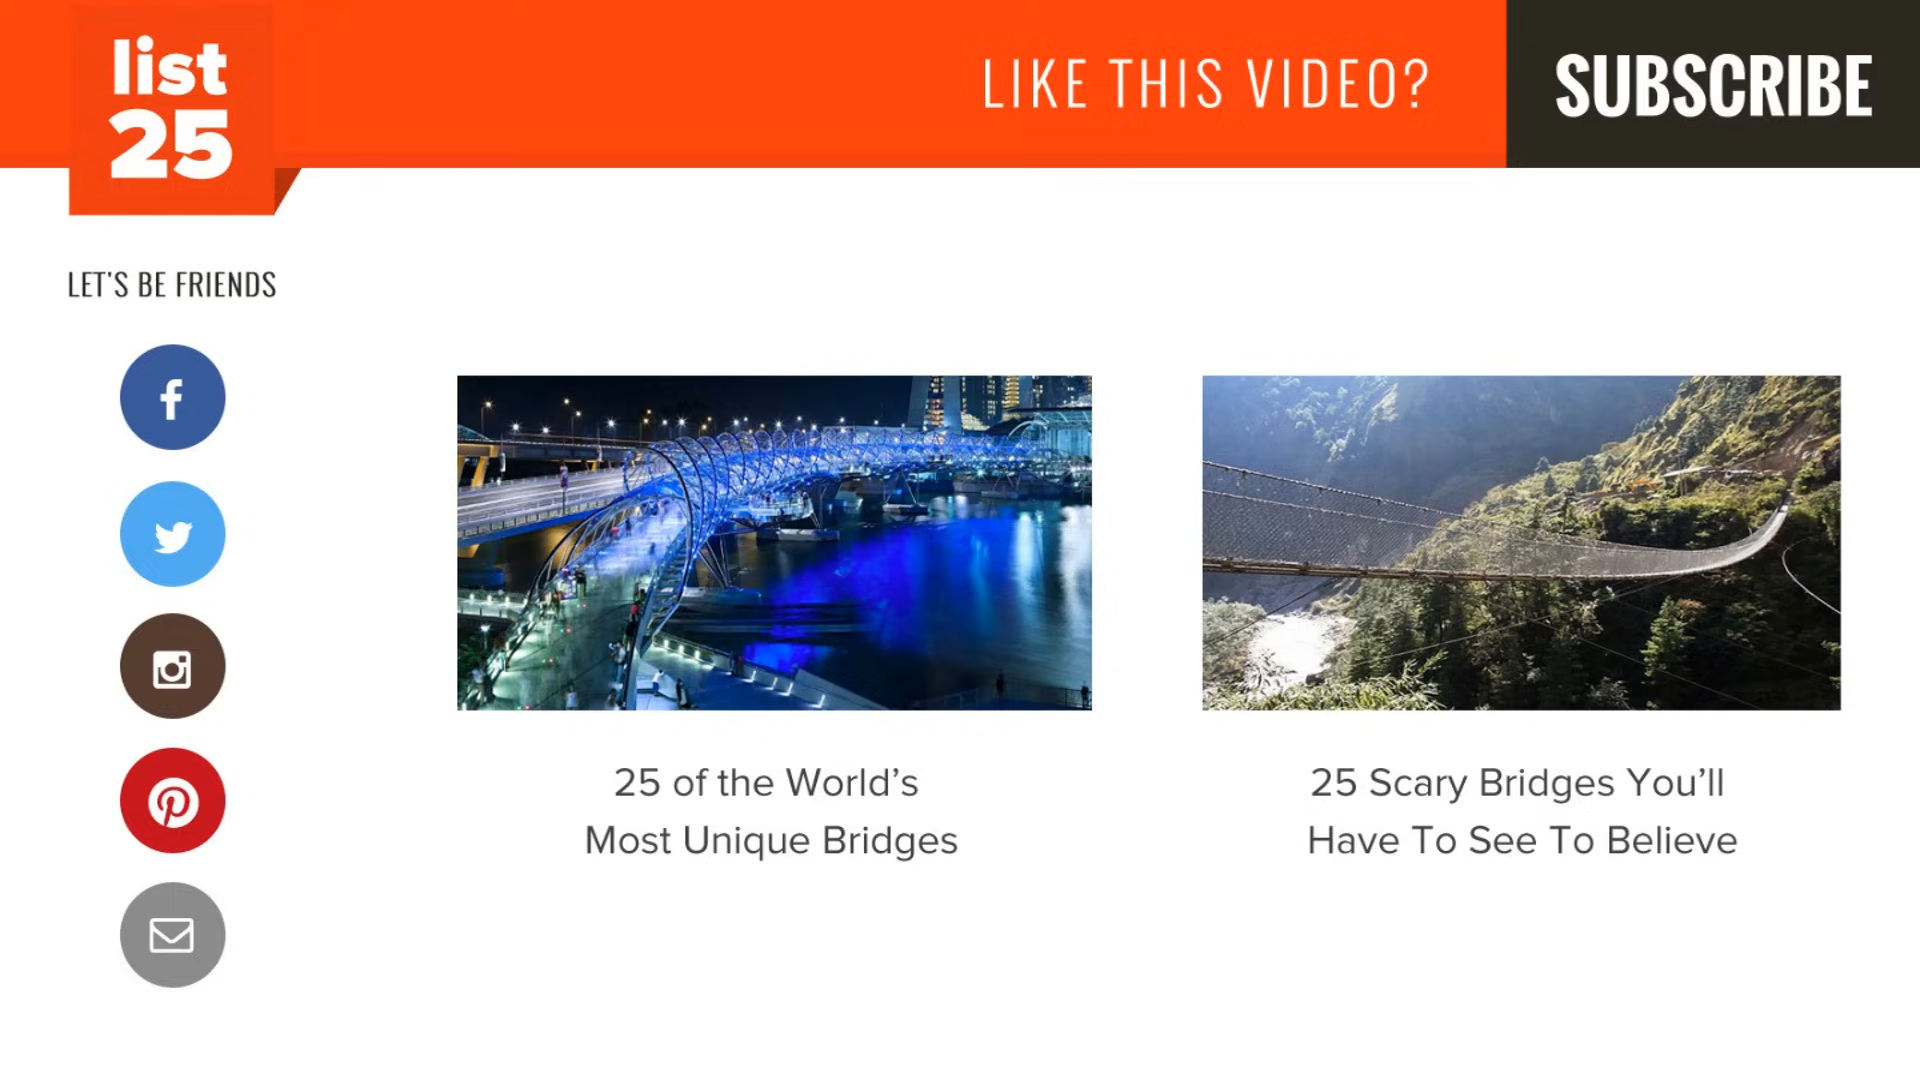 list
25
LIKE THIS VIDEO?
SUBSCRIBE
LET'S BE FRIENDS
25 of the World’s
Most Unique Bridges
25 Scary Bridges You’ll
Have To See To Believe